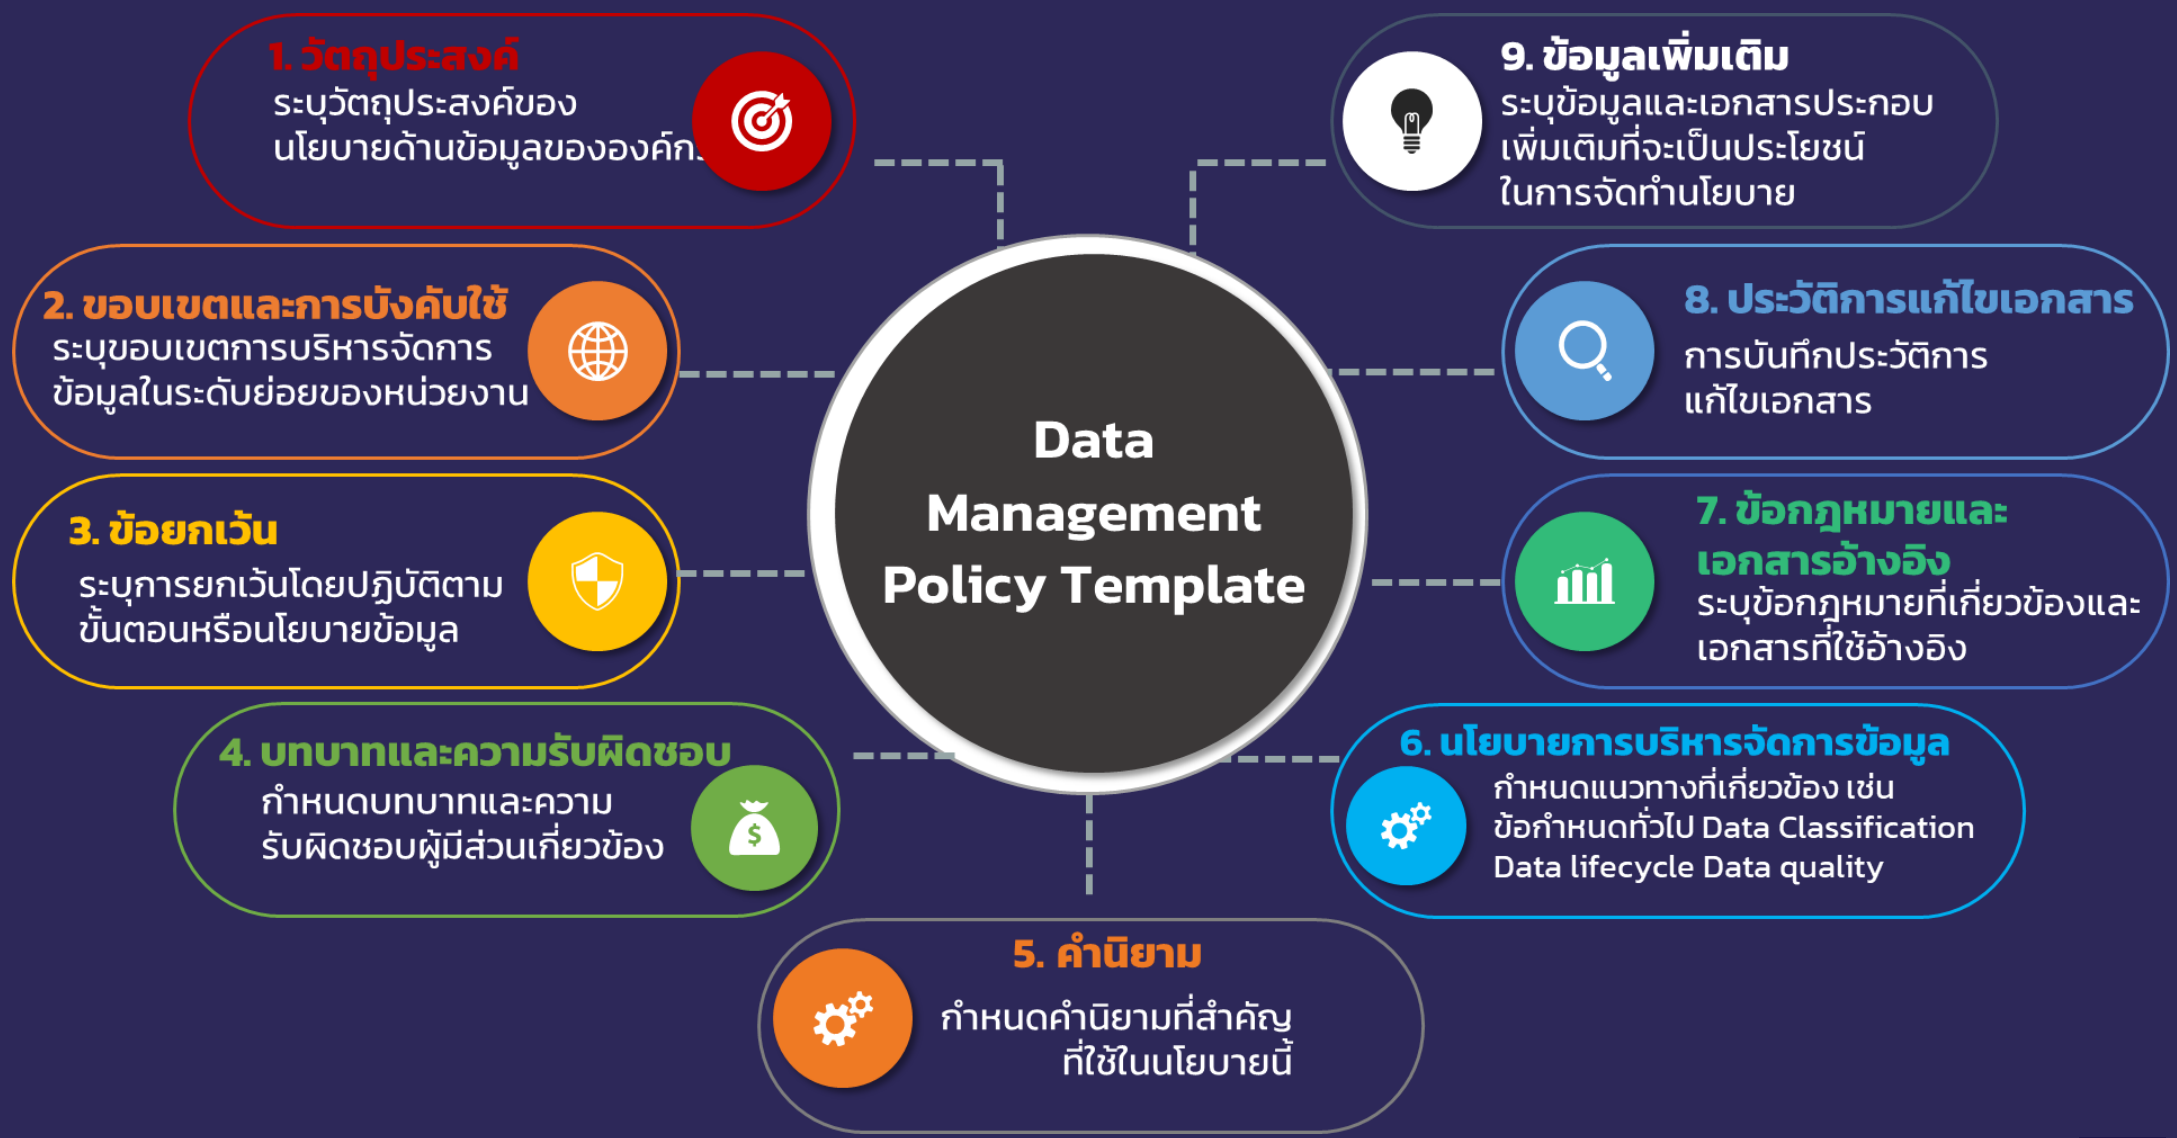 1. วัตถุประสงค์
ระบุวัตถุประสงค์ของ
นโยบายด้านข้อมูลขององค์กร
2. ขอบเขตและการบังคับใช้
ระบุขอบเขตการบริหารจัดการ
ข้อมูลในระดับย่อยของหน่วยงาน
3. ข้อยกเว้น
ระบุการยกเว้นโดยปฏิบัติตาม
ขั้นตอนหรือนโยบายข้อมูล
4. บทบาทและความรับผิดชอบ
กำหนดบทบาทและความ
รับผิดชอบผู้มีส่วนเกี่ยวข้อง
5. คำนิยาม
กำหนดคำนิยามที่สำคัญ
ที่ใช้ในนโยบายนี้
6. นโยบายการบริหารจัดการข้อมูล
กำหนดแนวทางที่เกี่ยวข้อง เช่น
ข้อกำหนดทั่วไป Data Classification
Data lifecycle Data quality
7. ข้อกฎหมายและ
เอกสารอ้างอิง
ระบุข้อกฎหมายที่เกี่ยวข้องและ
เอกสารที่ใช้อ้างอิง
8. ประวัติการแก้ไขเอกสาร
การบันทึกประวัติการ
แก้ไขเอกสาร
9. ข้อมูลเพิ่มเติม
ระบุข้อมูลและเอกสารประกอบ
เพิ่มเติมที่จะเป็นประโยชน์
ในการจัดทำนโยบาย
Data
Management
Policy Template